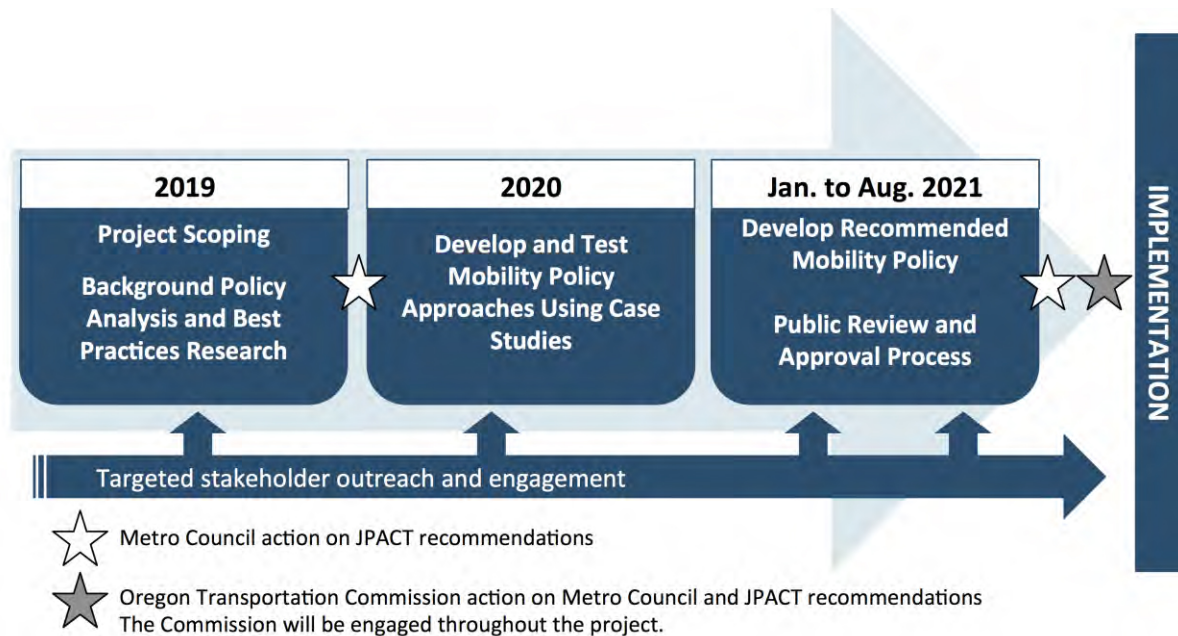 2019
Project Scoping
Background Policy
Analysis and Best
Practices Research
2020
Develop and Test
Mobility Policy
Approaches Using Case
Studies
Jan. to Aug. 2021
Develop Recommended
Mobility Policy
Public Review and
Approval Process
IMPLEMENTATION
Targeted stakeholder outreach and engagement
Metro Council action on JPACT recommendations
Oregon Transportation Commission action on Metro Council and JPACT recommendations
The Commission will be engaged throughout the project.